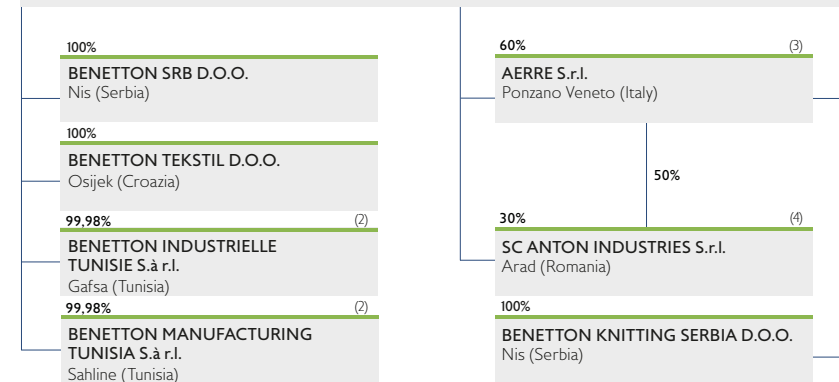 100%
BENETTON SRB D.O.O.
Nis (Serbia)
100%
BENETTON TEKSTIL D.O.O.
Osijek (Croazia)
99,98% (2)
BENETTON INDUSTRIELLE
TUNISIE S.à r.l.
Gafsa (Tunisia)
99,98% (2)
BENETTON MANUFACTURING
TUNISIA S.à r.l.
Sahline (Tunisia)
60% (3)
AERRE S.r.l.
Ponzano Veneto (Italy)
50%
30% (4)
SC ANTON INDUSTRIES S.r.l.
Arad (Romania)
100%
BENETTON KNITTING SERBIA D.O.O.
Nis (Serbia)